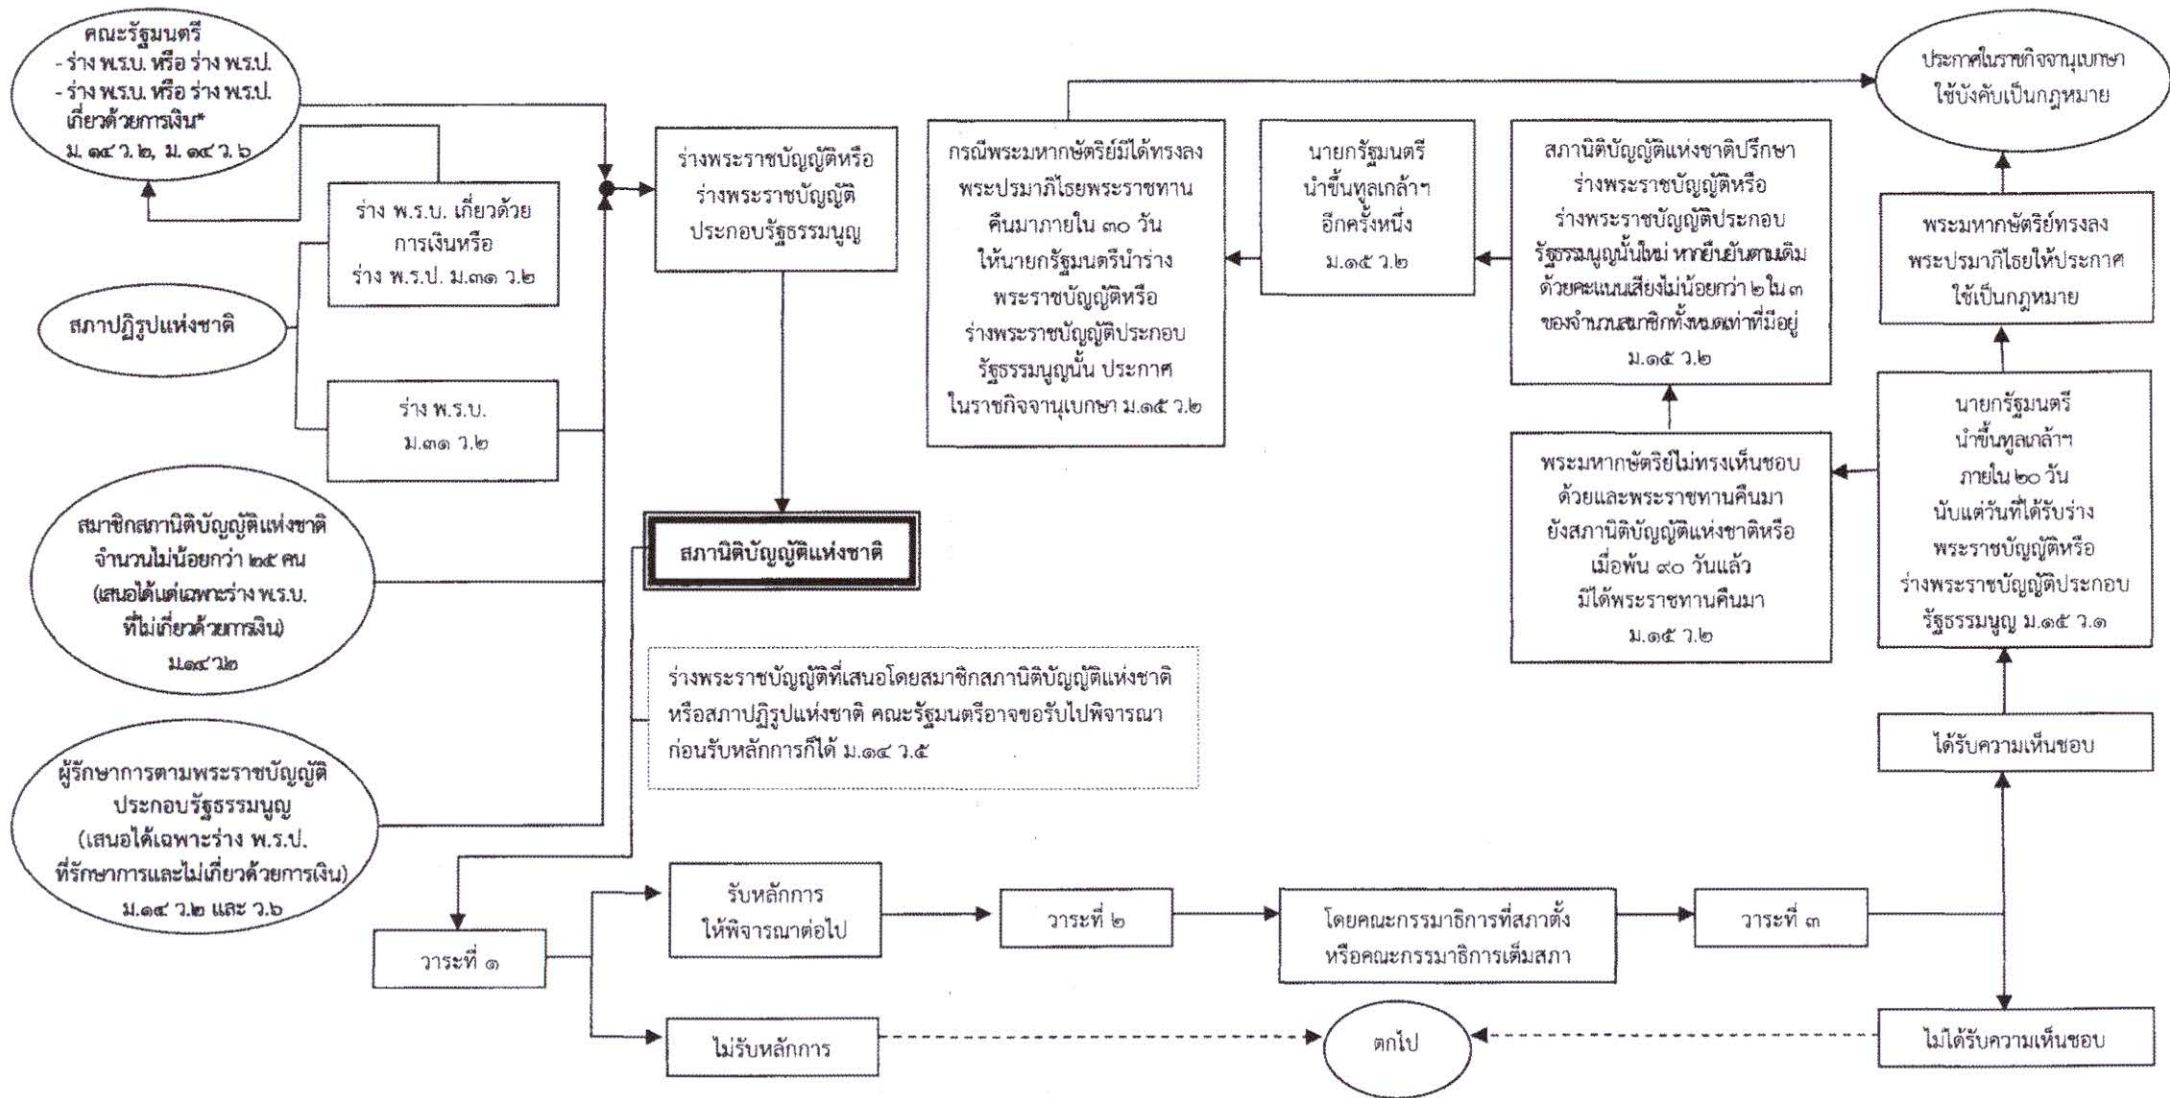 คณะรัฐมนตรี
- ร่าง พ.ร.บ. หรือ ร่าง พ.ร.ป.
- ร่าง พ.ร.บ. หรือ ร่าง พ.ร.ป.
เกี่ยวด้วยการเงิน*
ม. ๑๔ ว. ๒, ม. ๑๔ ว. ๖
ร่าง พ.ร.บ. เกี่ยวด้วย
การเงินหรือ
ร่าง พ.ร.ป. ม.๓๑ ว.๒
สภาปฏิรูปแห่งชาติ
ร่าง พ.ร.บ.
ม.๓๑ ว.๒
สมาชิกสภานิติบัญญัติแห่งชาติ
จำนวนไม่น้อยกว่า ๒๕ คน
(เสนอได้แต่เฉพาะร่าง พ.ร.บ.
ที่ไม่เกี่ยวด้วยการเงิน)
ม.๑๔ ว๒
ผู้รักษาการตามพระราชบัญญัติ
ประกอบรัฐธรรมนูญ
(เสนอได้เฉพาะร่าง พ.ร.ป.
ที่รักษาการและไม่เกี่ยวด้วยการเงิน)
ม.๑๔ ว.๒ และ ว.๖
ร่างพระราชบัญญัติหรือ
ร่างพระราชบัญญัติ
ประกอบรัฐธรรมนูญ
สภานิติบัญญัติแห่งชาติ
ร่างพระราชบัญญัติที่เสนอโดยสมาชิกสภานิติบัญญัติแห่งชาติ
หรือสภาปฏิรูปแห่งชาติ คณะรัฐมนตรีอาจขอรับไปพิจารณา
ก่อนรับหลักการก็ได้ ม.๑๔ ว.๕
วาระที่ ๑
รับหลักการ
ให้พิจารณาต่อไป
ไม่รับหลักการ
วาระที่ ๒
โดยคณะกรรมาธิการที่สภาตั้ง
หรือคณะกรรมาธิการเต็มสภา
ตกไป
วาระที่ ๓
ไม่ได้รับความเห็นชอบ
ได้รับความเห็นชอบ
นายกรัฐมนตรี
นำขึ้นทูลเกล้าฯ
ภายใน ๒๐ วัน
นับแต่วันที่ได้รับร่าง
พระราชบัญญัติหรือ
ร่างพระราชบัญญัติประกอบ
รัฐธรรมนูญ ม.๑๕ ว.๑
พระมหากษัตริย์ทรงลง
พระปรมาภิไธยให้ประกาศ
ใช้เป็นกฎหมาย
ประกาศในราชกิจจานุเบกษา
ใช้บังคับเป็นกฎหมาย
พระมหากษัตริย์ไม่ทรงเห็นชอบ
ด้วยและพระราชทานคืนมา
ยังสภานิติบัญญัติแห่งชาติหรือ
เมื่อพ้น ๙๐ วันแล้ว
มิได้พระราชทานคืนมา
ม.๑๕ ว.๒
สภานิติบัญญัติแห่งชาติปรึกษา
ร่างพระราชบัญญัติหรือ
ร่างพระราชบัญญัติประกอบ
รัฐธรรมนูญนั้นใหม่ หากยืนยันตามเดิม
ด้วยคะแนนเสียงไม่น้อยกว่า ๒ ใน ๓
ของจำนวนสมาชิกทั้งหมดเท่าที่มีอยู่
ม.๑๕ ว.๒
นายกรัฐมนตรี
นำขึ้นทูลเกล้าฯ
อีกครั้งหนึ่ง
ม.๑๕ ว.๒
กรณีพระมหากษัตริย์มิได้ทรงลง
พระปรมาภิไธยพระราชทาน
คืนมาภายใน ๓๐ วัน
ให้นายกรัฐมนตรีนำร่าง
พระราชบัญญัติหรือ
ร่างพระราชบัญญัติประกอบ
รัฐธรรมนูญนั้น ประกาศ
ในราชกิจจานุเบกษา ม.๑๕ ว.๒